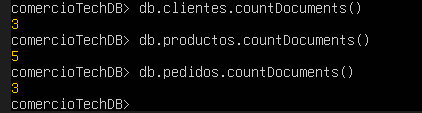 comercioTechDB> db.clientes.countDocuments()
3
comercioTechDB> db.productos.countDocuments()
5
comercioTechDB> db.pedidos.countDocuments()
3
comercioTechDB>